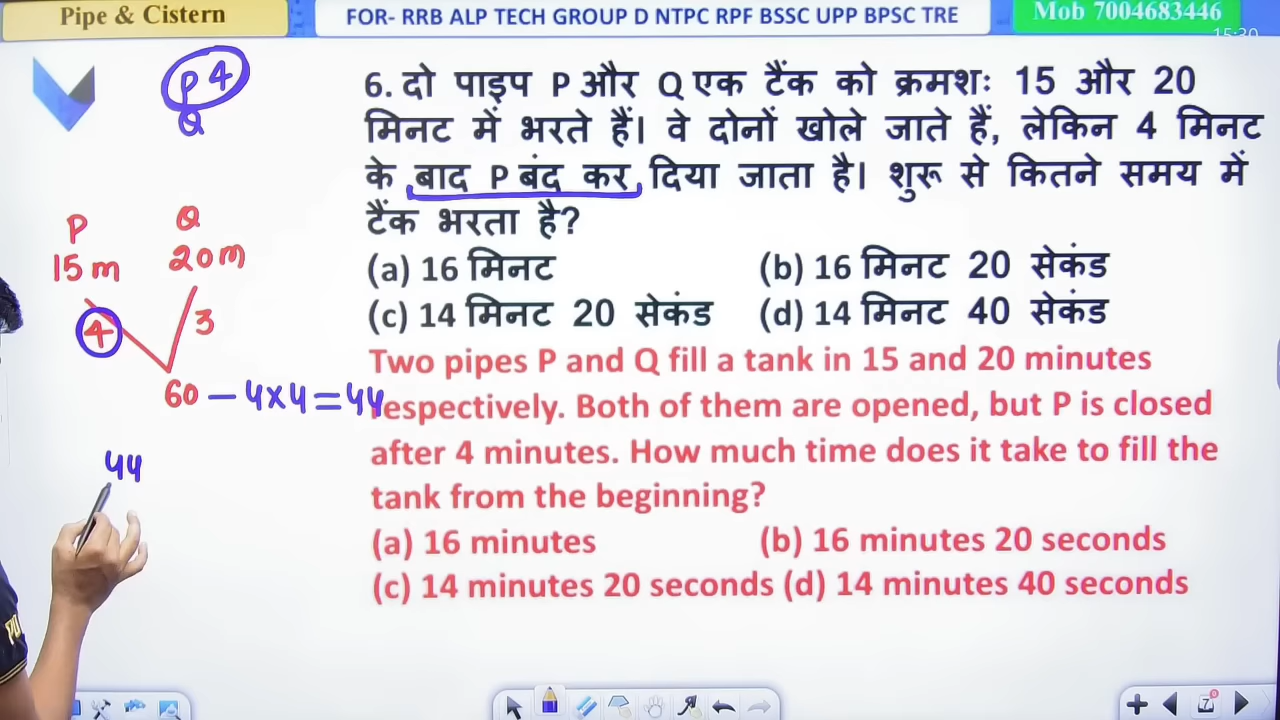 Pipe & Cistern
FOR- RRB ALP TECH GROUP D NTPC RPF BSSC UPP BPSC TRE
Mob 7004683446
15:30
P 4
Q
6. दो पाइप P और Q एक टैंक को क्रमशः 15 और 20
मिनट में भरते हैं। वे दोनों खोले जाते हैं, लेकिन 4 मिनट
के बाद P बंद कर दिया जाता है। शुरू से कितने समय में
टैंक भरता है?
(a) 16 मिनट (b) 16 मिनट 20 सेकंड
(c) 14 मिनट 20 सेकंड (d) 14 मिनट 40 सेकंड
Two pipes P and Q fill a tank in 15 and 20 minutes
respectively. Both of them are opened, but P is closed
after 4 minutes. How much time does it take to fill the
tank from the beginning?
(a) 16 minutes (b) 16 minutes 20 seconds
(c) 14 minutes 20 seconds (d) 14 minutes 40 seconds
P Q
15 m 20 m
4 3
60 - 4x4 = 44
44
7